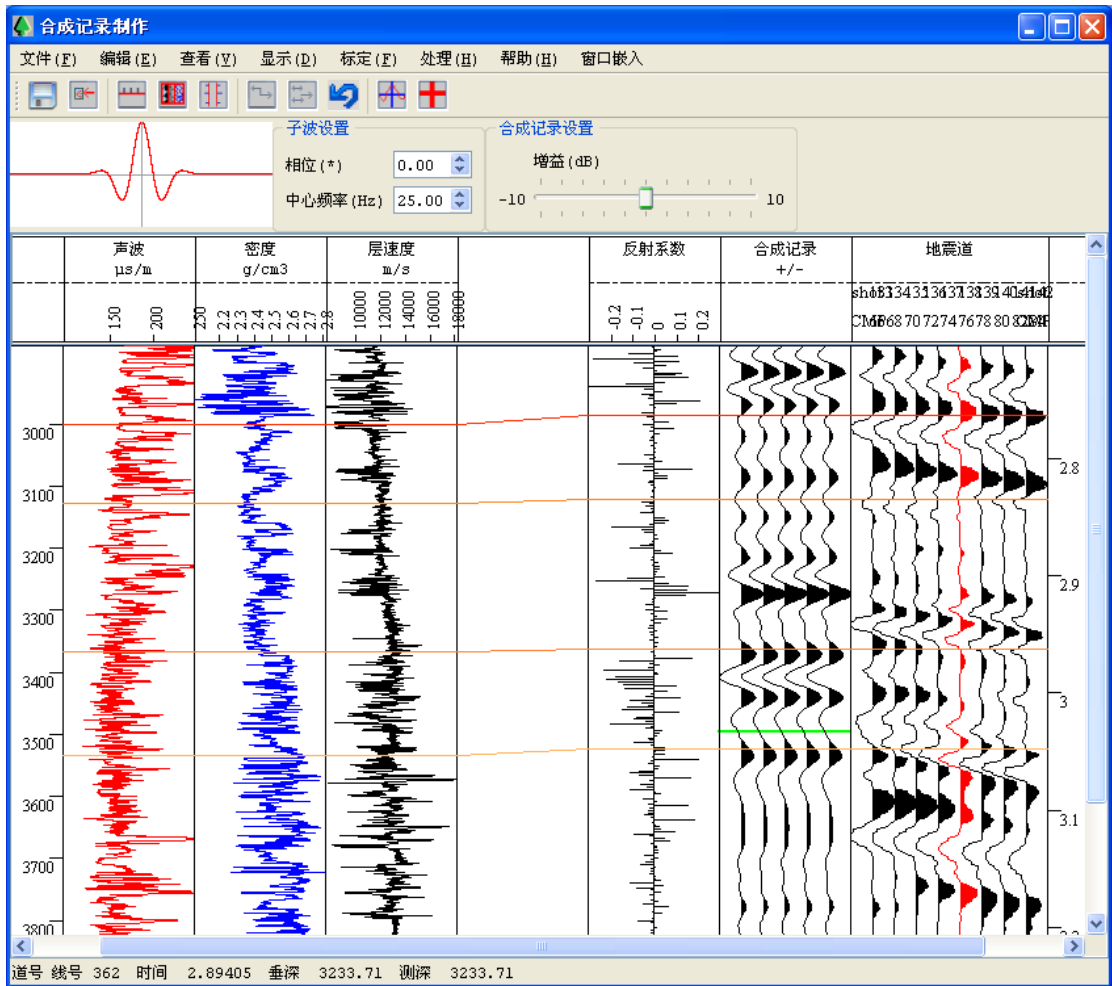 合成记录制作
文件(F) 编辑(E) 查看(V) 显示(D) 标定(F) 处理(H) 帮助(H) 窗口嵌入
子波设置 合成记录设置
相位(*) 0.00 增益(dB)
中心频率(Hz) 25.00 -10 10
声波 密度 层速度 反射系数 合成记录 地震道
μs/m g/cm3 m/s +/-
150 200 250 2.2 2.3 2.4 2.5 2.6 2.7 2.8 10000 12000 14000 16000 18000 -0.2 -0.1 0 0.1 0.2
68 70 72 74 76 78 80
3000
2.8
3100
3200
2.9
3300
3400
3
3500
3600
3.1
3700
3800
道号 线号 362 时间 2.89405 垂深 3233.71 测深 3233.71